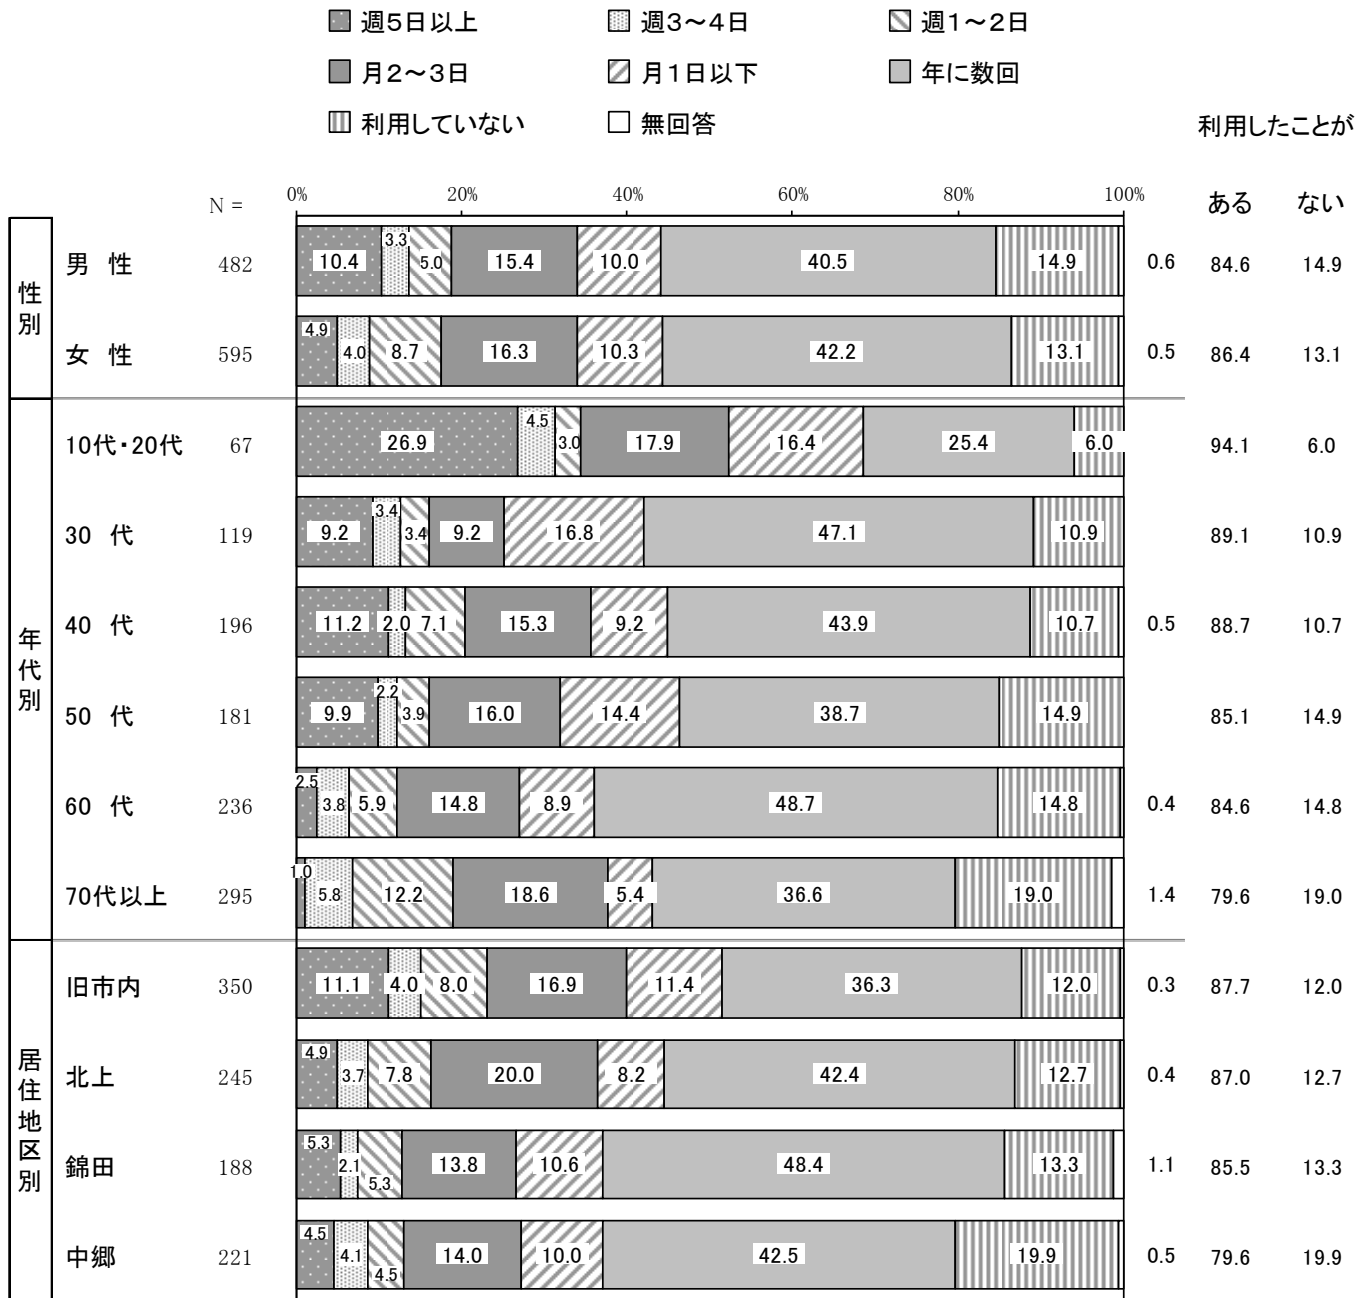 週5日以上 週3～4日 週1～2日
月2～3日 月1日以下 年に数回
利用していない 無回答
利用したことが
N = 0% 20% 40% 60% 80% 100% ある ない
性別
男 性 482 10.4 3.3 5.0 15.4 10.0 40.5 14.9 0.6 84.6 14.9
女 性 595 4.9 4.0 8.7 16.3 10.3 42.2 13.1 0.5 86.4 13.1
年代別
10代・20代 67 26.9 4.5 3.0 17.9 16.4 25.4 6.0 94.1 6.0
30 代 119 9.2 3.4 3.4 9.2 16.8 47.1 10.9 89.1 10.9
40 代 196 11.2 2.0 7.1 15.3 9.2 43.9 10.7 0.5 88.7 10.7
50 代 181 9.9 2.2 3.9 16.0 14.4 38.7 14.9 85.1 14.9
60 代 236 2.5 3.8 5.9 14.8 8.9 48.7 14.8 0.4 84.6 14.8
70代以上 295 1.0 5.8 12.2 18.6 5.4 36.6 19.0 1.4 79.6 19.0
居住地区別
旧市内 350 11.1 4.0 8.0 16.9 11.4 36.3 12.0 0.3 87.7 12.0
北上 245 4.9 3.7 7.8 20.0 8.2 42.4 12.7 0.4 87.0 12.7
錦田 188 5.3 2.1 5.3 13.8 10.6 48.4 13.3 1.1 85.5 13.3
中郷 221 4.5 4.1 4.5 14.0 10.0 42.5 19.9 0.5 79.6 19.9